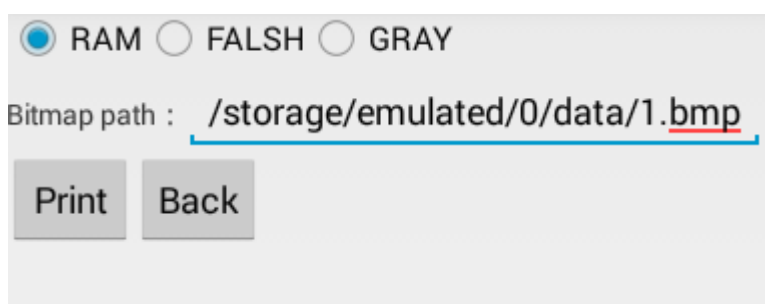 RAM FALSH GRAY
Bitmap path : /storage/emulated/0/data/1.bmp
Print Back